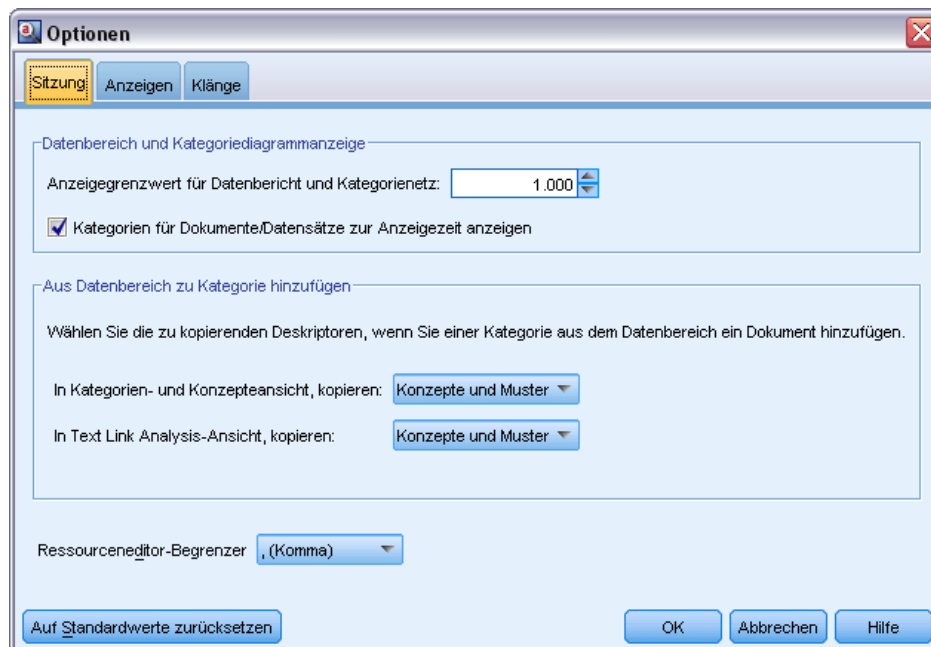 Optionen
Sitzung Anzeigen Klänge
Datenbereich und Kategoriediagrammanzeige
Anzeigegrenzwert für Datenbericht und Kategorienetz: 1.000
Kategorien für Dokumente/Datensätze zur Anzeigezeit anzeigen
Aus Datenbereich zu Kategorie hinzufügen
Wählen Sie die zu kopierenden Deskriptoren, wenn Sie einer Kategorie aus dem Datenbereich ein Dokument hinzufügen.
In Kategorien- und Konzepteansicht, kopieren: Konzepte und Muster
In Text Link Analysis-Ansicht, kopieren: Konzepte und Muster
Ressourceneditor-Begrenzer , (Komma)
Auf Standardwerte zurücksetzen OK Abbrechen Hilfe